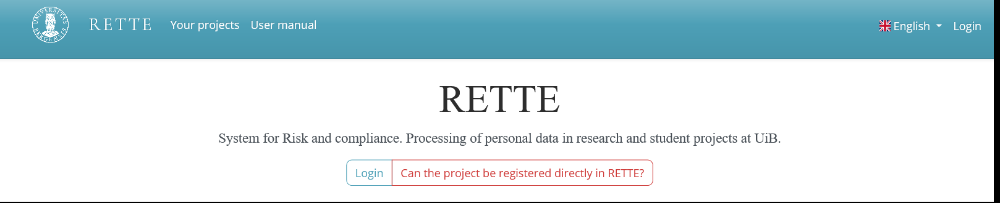 UNIVERSITAS BERGENSIS
RETTE
Your projects
User manual
English
Login
RETTE
System for Risk and compliance. Processing of personal data in research and student projects at UiB.
Login
Can the project be registered directly in RETTE?